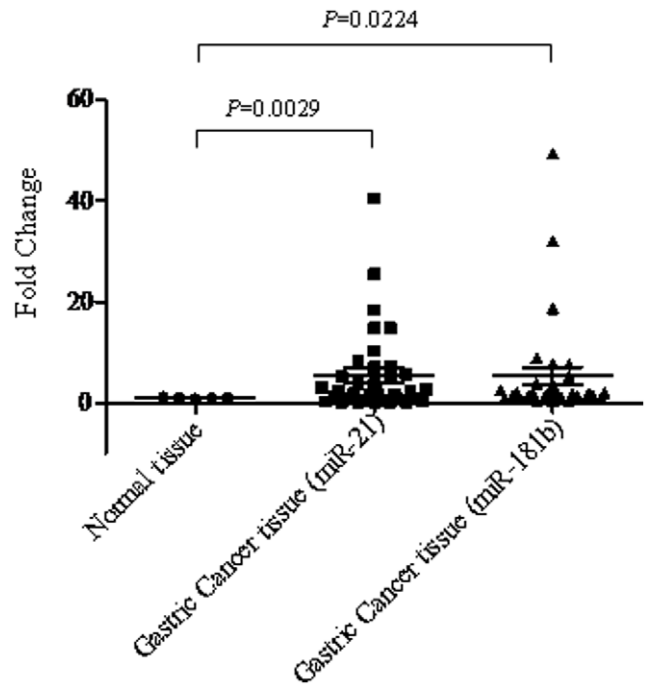 P=0.0224
P=0.0029
Fold Change
60
40
20
0
Normal tissue
Gastric Cancer tissue (miR-21)
Gastric Cancer tissue (miR-181b)